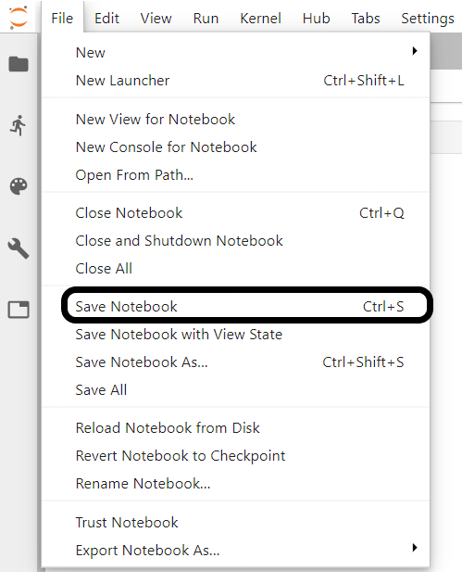 File Edit View Run Kernel Hub Tabs Settings
New
New Launcher Ctrl+Shift+L
New View for Notebook
New Console for Notebook
Open From Path...
Close Notebook Ctrl+Q
Close and Shutdown Notebook
Close All
Save Notebook Ctrl+S
Save Notebook with View State
Save Notebook As... Ctrl+Shift+S
Save All
Reload Notebook from Disk
Revert Notebook to Checkpoint
Rename Notebook...
Trust Notebook
Export Notebook As...